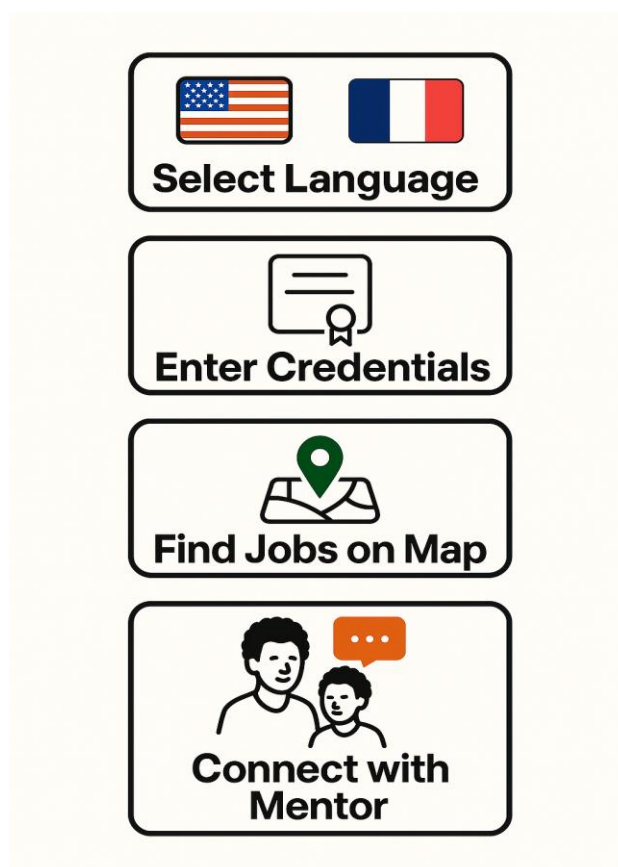 Select Language
Enter Credentials
Find Jobs on Map
Connect with
Mentor